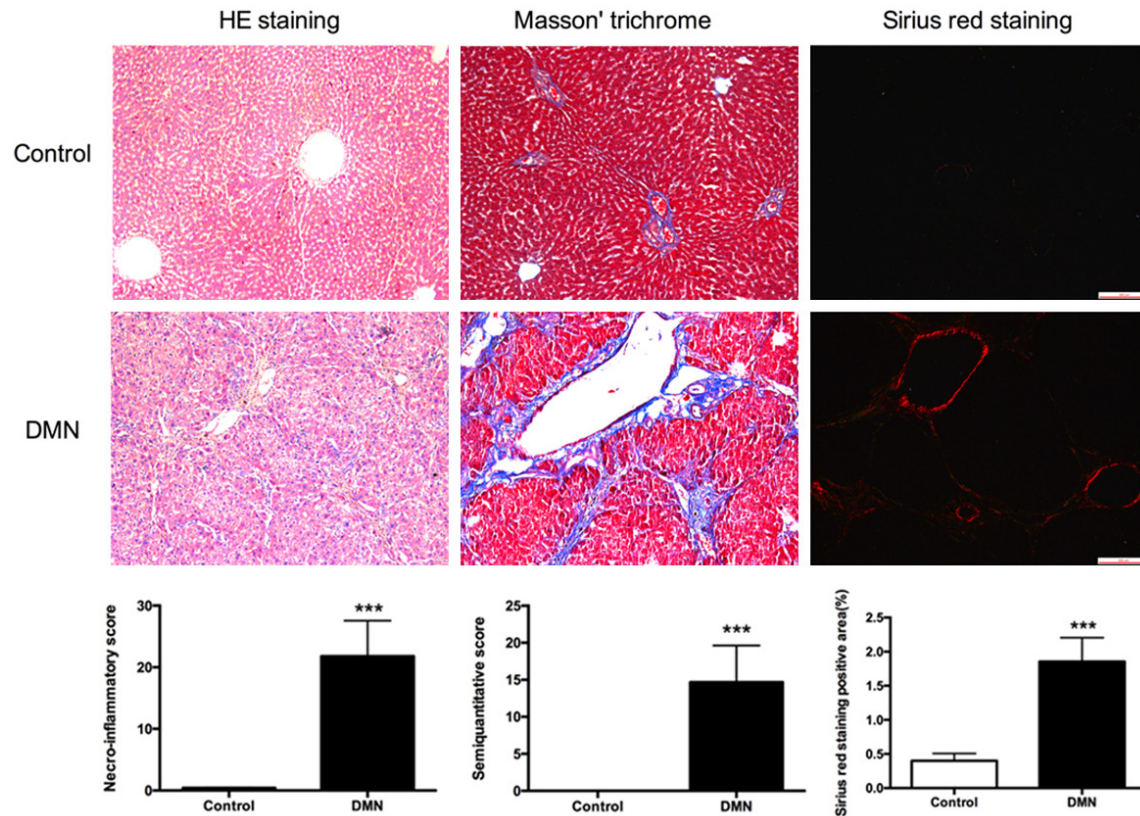 HE staining
Masson' trichrome
Sirius red staining
Control
DMN
Necro-inflammatory score
30
20
10
0
***
Control
DMN
Semiquantitative score
25
20
15
10
5
0
***
Control
DMN
Sirius red staining positive area(%)
2.5
2.0
1.5
1.0
0.5
0.0
***
Control
DMN